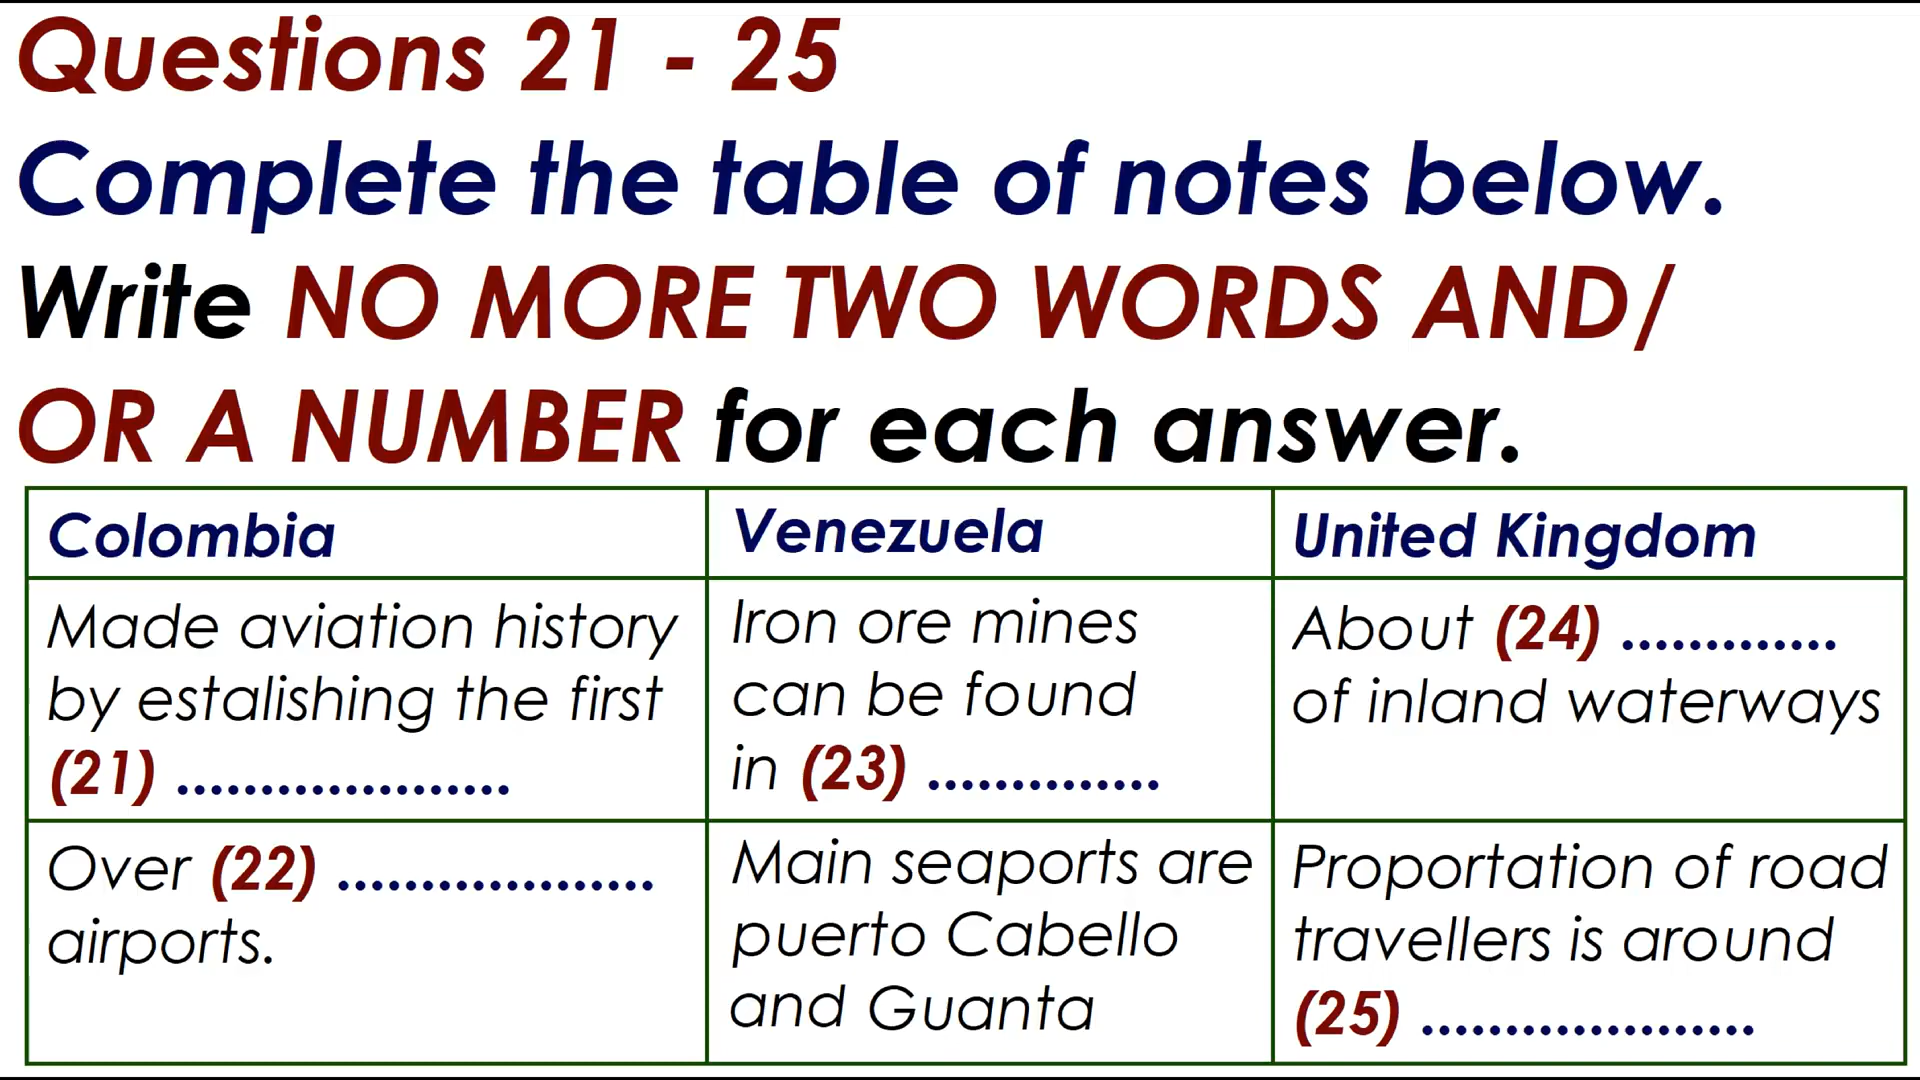 Questions 21 - 25
Complete the table of notes below.
Write NO MORE TWO WORDS AND/
OR A NUMBER for each answer.
Colombia
Venezuela
United Kingdom
Made aviation history
by estalishing the first
(21) ....................
Iron ore mines
can be found
in (23) ..............
About (24) .............
of inland waterways
Over (22) ...................
airports.
Main seaports are
puerto Cabello
and Guanta
Proportation of road
travellers is around
(25) ....................